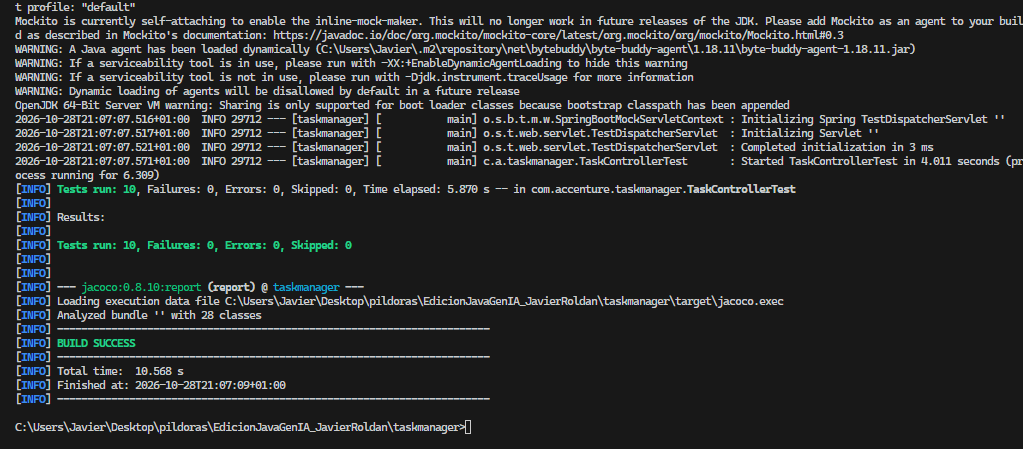 t profile: "default"
Mockito is currently self-attaching to enable the inline-mock-maker. This will no longer work in future releases of the JDK. Please add Mockito as an agent to your buil
d as described in Mockito's documentation: https://javadoc.io/doc/org.mockito/mockito-core/latest/org.mockito/org/mockito/Mockito.html#0.3
WARNING: A Java agent has been loaded dynamically (C:\Users\Javier\.m2\repository\net\bytebuddy\byte-buddy-agent\1.18.11\byte-buddy-agent-1.18.11.jar)
WARNING: If a serviceability tool is in use, please run with -XX:+EnableDynamicAgentLoading to hide this warning
WARNING: If a serviceability tool is not in use, please run with -Djdk.instrument.traceUsage for more information
WARNING: Dynamic loading of agents will be disallowed by default in a future release
OpenJDK 64-Bit Server VM warning: Sharing is only supported for boot loader classes because bootstrap classpath has been appended
2026-10-28T21:07:07.516+01:00  INFO 29712 --- [taskmanager] [           main] o.s.b.t.m.w.SpringBootMockServletContext : Initializing Spring TestDispatcherServlet ''
2026-10-28T21:07:07.517+01:00  INFO 29712 --- [taskmanager] [           main] o.s.t.web.servlet.TestDispatcherServlet  : Initializing Servlet ''
2026-10-28T21:07:07.521+01:00  INFO 29712 --- [taskmanager] [           main] o.s.t.web.servlet.TestDispatcherServlet  : Completed initialization in 3 ms
2026-10-28T21:07:07.571+01:00  INFO 29712 --- [taskmanager] [           main] c.a.taskmanager.TaskControllerTest       : Started TaskControllerTest in 4.011 seconds (pr
ocess running for 6.309)
[INFO] Tests run: 10, Failures: 0, Errors: 0, Skipped: 0, Time elapsed: 5.870 s -- in com.accenture.taskmanager.TaskControllerTest
[INFO]
[INFO] Results:
[INFO]
[INFO] Tests run: 10, Failures: 0, Errors: 0, Skipped: 0
[INFO]
[INFO]
[INFO] --- jacoco:0.8.10:report (report) @ taskmanager ---
[INFO] Loading execution data file C:\Users\Javier\Desktop\pildoras\EdicionJavaGenIA_JavierRoldan\taskmanager\target\jacoco.exec
[INFO] Analyzed bundle '' with 28 classes
[INFO] ------------------------------------------------------------------------
[INFO] BUILD SUCCESS
[INFO] ------------------------------------------------------------------------
[INFO] Total time:  10.568 s
[INFO] Finished at: 2026-10-28T21:07:09+01:00
[INFO] ------------------------------------------------------------------------
C:\Users\Javier\Desktop\pildoras\EdicionJavaGenIA_JavierRoldan\taskmanager>